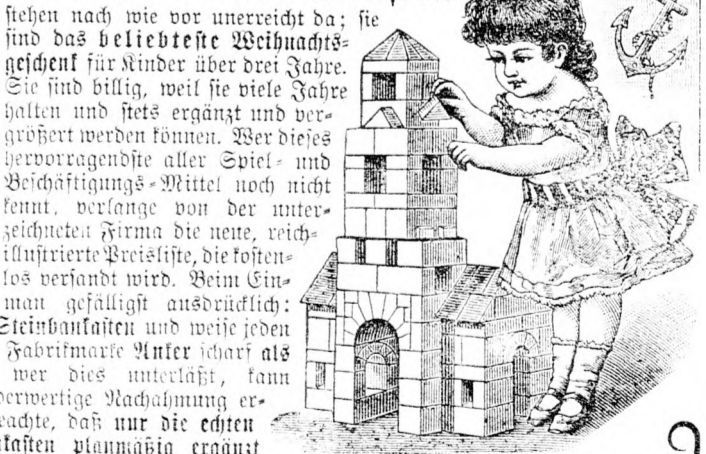 stehen nach wie vor unerreicht da; sie
sind das beliebteste Weihnachts-
geschenk für Kinder über drei Jahre.
Sie sind billig, weil sie viele Jahre
halten und stets ergänzt und ver-
größert werden können. Wer dieses
hervorragendste aller Spiel- und
Beschäftigungs-Mittel noch nicht
kennt, verlange von der unter-
zeichneten Firma die neue, reich-
illustrierte Preisliste, die kosten-
los versandt wird. Beim Ein-
man gefälligst ausdrücklich:
Steinbaukasten und weise jeden
Fabrikmarke Anker scharf als
wer dies unterläßt, kann
derwertige Nachahmung er-
eachte, daß nur die echten
kasten planmäßig ergänzt